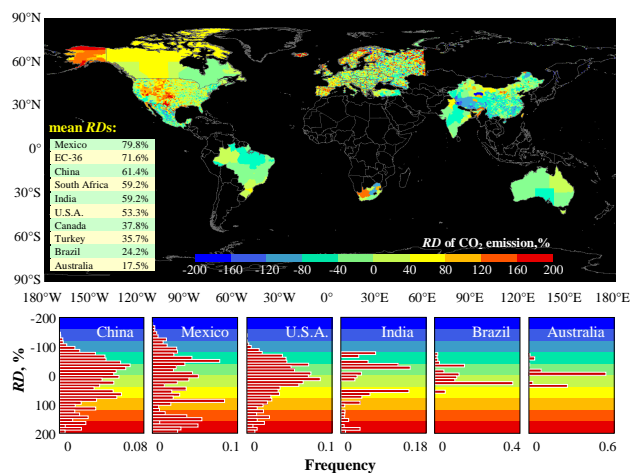 90°N
60°N
30°N
0°
30°S
60°S
90°S
mean RDs:
Mexico 79.8%
EC-36 71.6%
China 61.4%
South Africa 59.2%
India 59.2%
U.S.A. 53.3%
Canada 37.8%
Turkey 35.7%
Brazil 24.2%
Australia 17.5%
RD of CO₂ emission,%
-200 -160 -120 -80 -40 0 40 80 120 160 200
180°W 150°W 120°W 90°W 60°W 30°W 0° 30°E 60°E 90°E 120°E 150°E 180°E
RD, %
-200
-100
0
100
200
China Mexico U.S.A. India Brazil Australia
0 0.08 0 0.1 0 0.1 0 0.18 0 0.4 0 0.6
Frequency